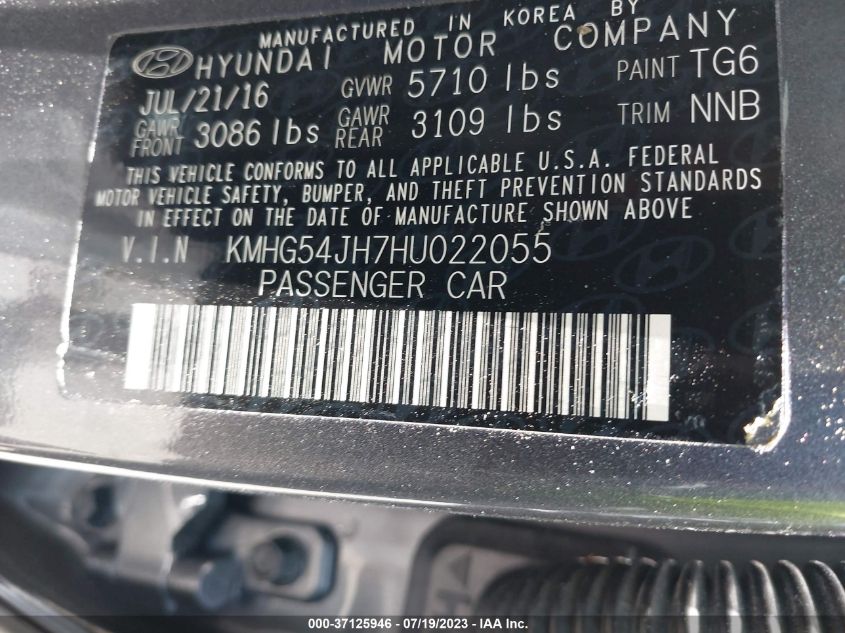 MANUFACTURED IN KOREA BY
HYUNDAI MOTOR COMPANY
JUL/21/16 GVWR 5710 lbs PAINT TG6
GAWR FRONT 3086 lbs GAWR REAR 3109 lbs TRIM NNB
THIS VEHICLE CONFORMS TO ALL APPLICABLE U.S.A. FEDERAL
MOTOR VEHICLE SAFETY, BUMPER, AND THEFT PREVENTION STANDARDS
IN EFFECT ON THE DATE OF MANUFACTURE SHOWN ABOVE
V.I.N KMHG54JH7HU022055
PASSENGER CAR
000-37125946 - 07/19/2023 - IAA Inc.